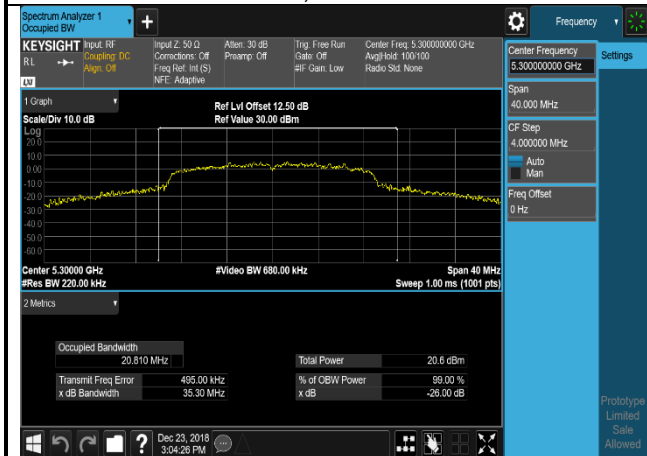 Spectrum Analyzer 1
Occupied BW
+
Frequency
KEYSIGHT
R L
LXI
Input: RF
Coupling: DC
Align: Off
Input Z: 50 Ω
Corrections: Off
Freq Ref: Int (S)
NFE: Adaptive
Atten: 30 dB
Preamp: Off
Trig: Free Run
Gate: Off
#IF Gain: Low
Center Freq: 5.300000000 GHz
Avg|Hold: 100/100
Radio Std: None
Center Frequency
5.300000000 GHz
Settings
Span
40.000 MHz
CF Step
4.000000 MHz
Auto
Man
Freq Offset
0 Hz
1 Graph
Scale/Div 10.0 dB
Ref Lvl Offset 12.50 dB
Ref Value 30.00 dBm
Log
20.0
10.0
0.00
-10.0
-20.0
-30.0
-40.0
-50.0
-60.0
Center 5.30000 GHz
#Res BW 220.00 kHz
#Video BW 680.00 kHz
Span 40 MHz
Sweep 1.00 ms (1001 pts)
2 Metrics
Occupied Bandwidth
20.810 MHz
Total Power 20.6 dBm
Transmit Freq Error 495.00 kHz
% of OBW Power 99.00 %
x dB Bandwidth 35.30 MHz
x dB -26.00 dB
Prototype
Limited
Sale
Allowed
?
Dec 23, 2018
3:04:26 PM